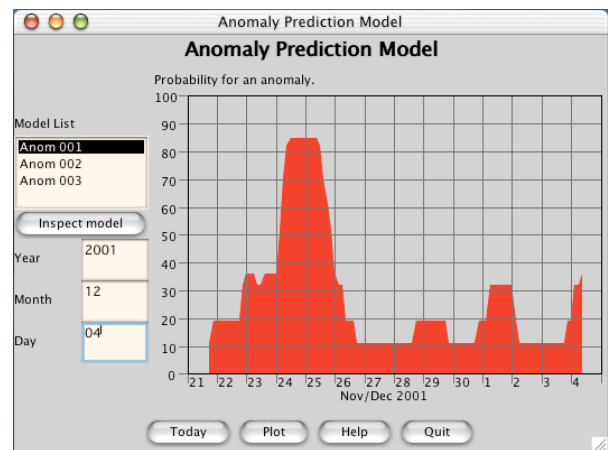 Anomaly Prediction Model
Anomaly Prediction Model
Probability for an anomaly.
Model List
Anom 001
Anom 002
Anom 003
Inspect model
Year 2001
Month 12
Day 04
100
90
80
70
60
50
40
30
20
10
0
21 22 23 24 25 26 27 28 29 30 1 2 3 4
Nov/Dec 2001
Today Plot Help Quit